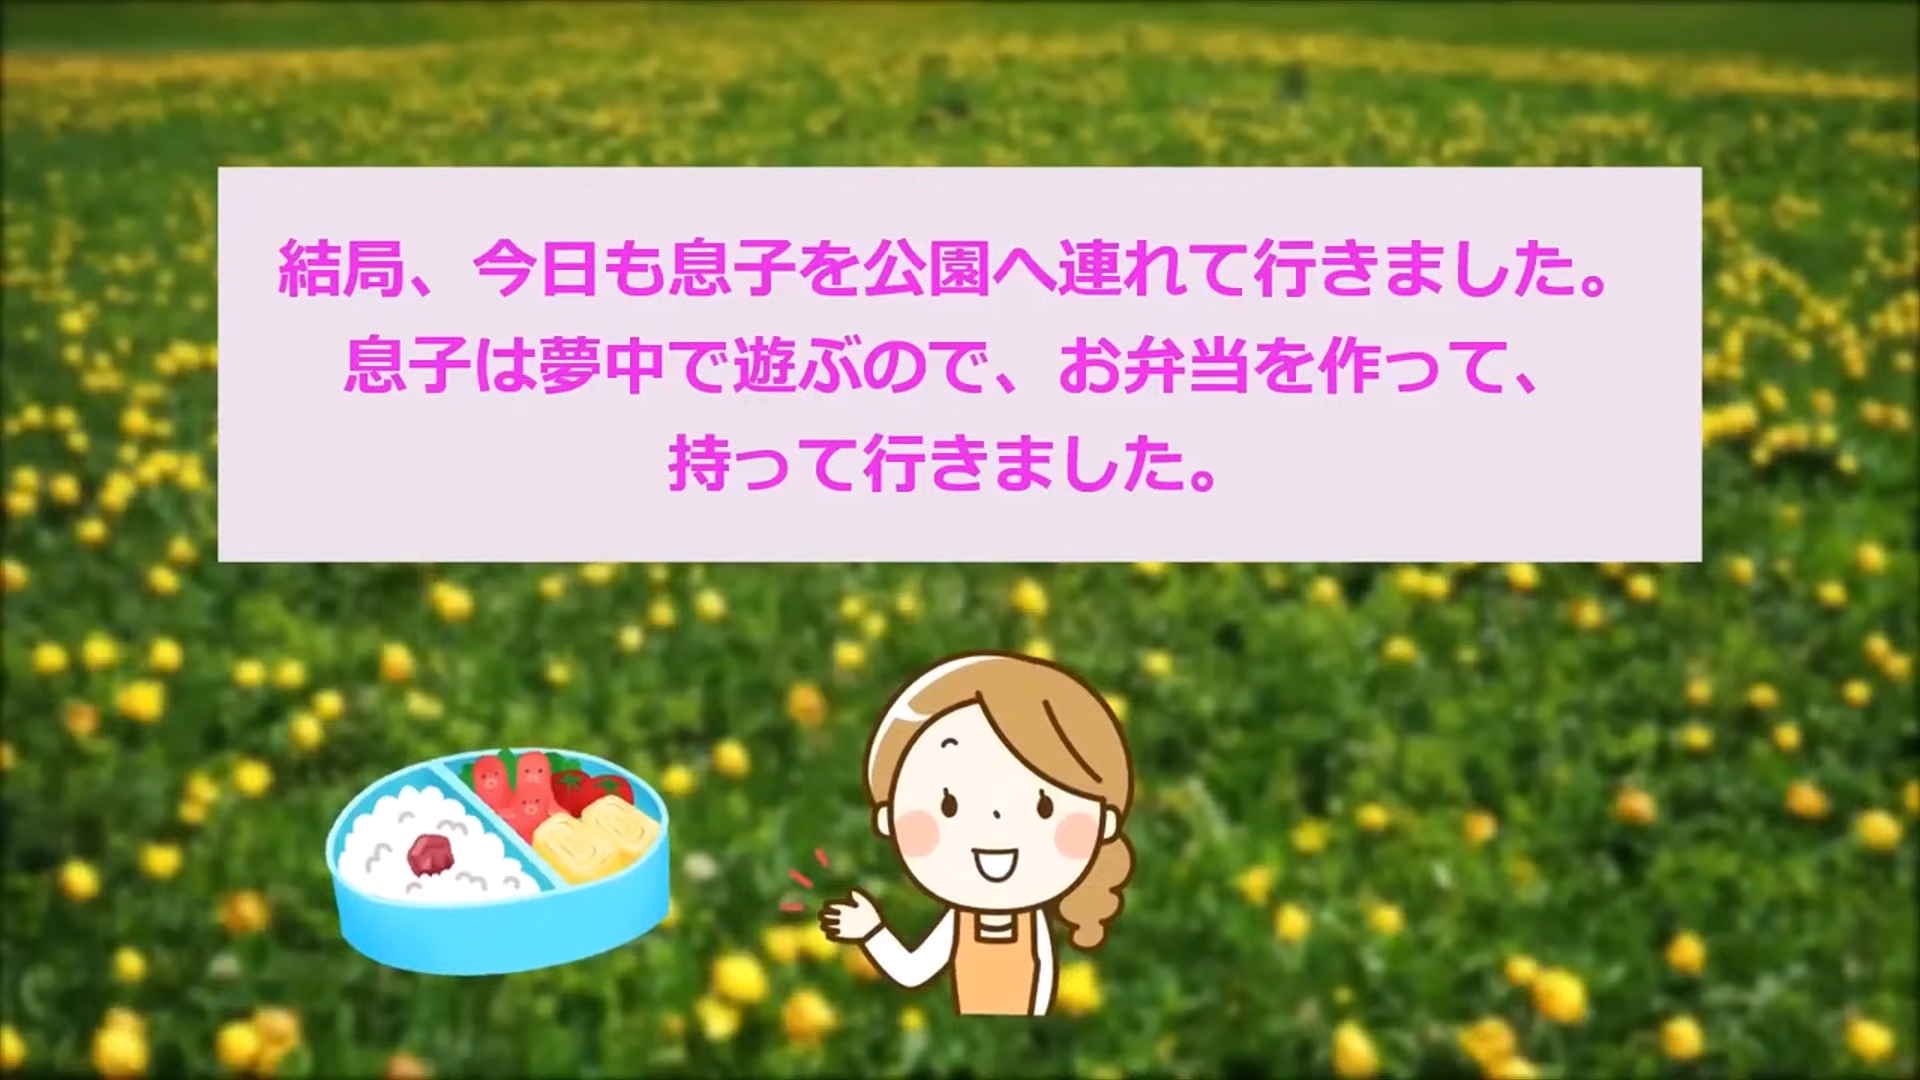 結局、今日も息子を公園へ連れて行きました。
息子は夢中で遊ぶので、お弁当を作って、
持って行きました。